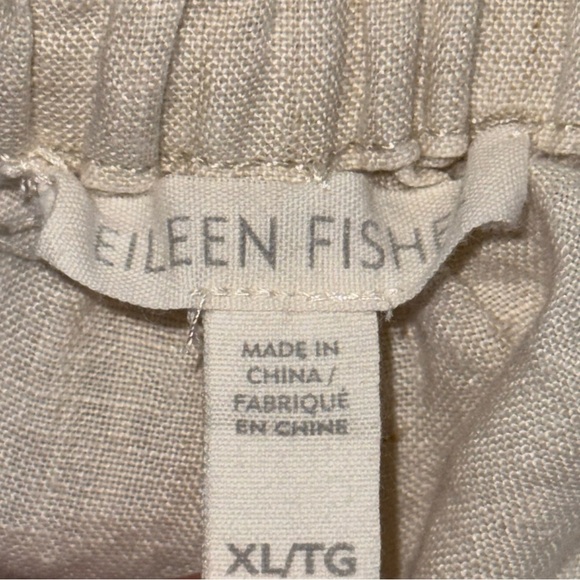 EILEEN FISHE
MADE IN
CHINA/
FABRIQUÉ
EN CHINE
XL/TG